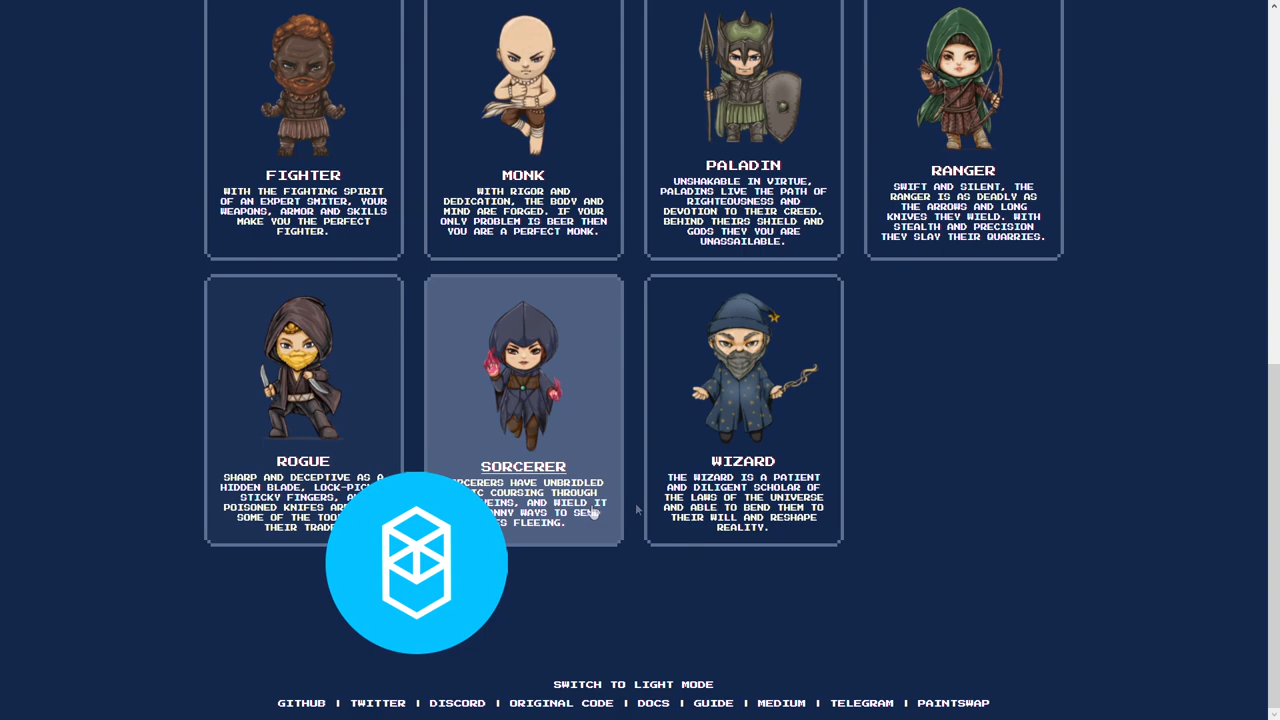 FIGHTER
WITH THE FIGHTING SPIRIT
OF AN EXPERT SMITER, YOUR
WEAPONS, ARMOR AND SKILLS
MAKE YOU THE PERFECT
FIGHTER.
MONK
WITH RIGOR AND
DEDICATION, THE BODY AND
MIND ARE FORGED. IF YOUR
ONLY PROBLEM IS BEER THEN
YOU ARE A PERFECT MONK.
PALADIN
UNSHAKABLE IN VIRTUE,
PALADINS LIVE THE PATH OF
RIGHTEOUSNESS AND
DEVOTION TO THEIR CREED.
BEHIND THEIRS SHIELD AND
GODS THEY YOU ARE
UNASSAILABLE.
RANGER
SWIFT AND SILENT, THE
RANGER IS AS DEADLY AS
THE ARROWS AND LONG
KNIVES THEY WIELD. WITH
STEALTH AND PRECISION
THEY SLAY THEIR QUARRIES.
ROGUE
SHARP AND DECEPTIVE AS A
HIDDEN BLADE,
STICKY FINGERS,
POISONED KNIFES
SOME OF THE
THEIR
SORCERER
HAVE UNBRIDLED
COURSING THROUGH
AND WIELD IT
WAYS TO
FLEEING.
WIZARD
THE WIZARD IS A PATIENT
AND DILIGENT SCHOLAR OF
THE LAWS OF THE UNIVERSE
AND ABLE TO BEND THEM TO
THEIR WILL AND RESHAPE
REALITY.
SWITCH TO LIGHT MODE
GITHUB | TWITTER | DISCORD | ORIGINAL CODE | DOCS | GUIDE | MEDIUM | TELEGRAM | PAINTSWAP